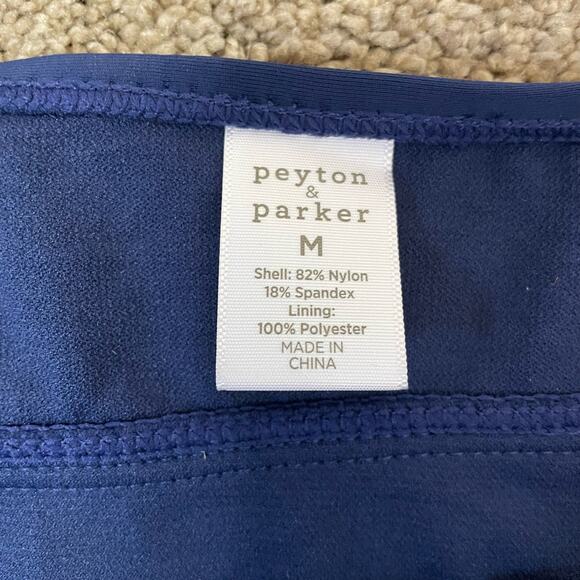 peyton
&
parker
M
Shell: 82% Nylon
18% Spandex
Lining:
100% Polyester
MADE IN
CHINA